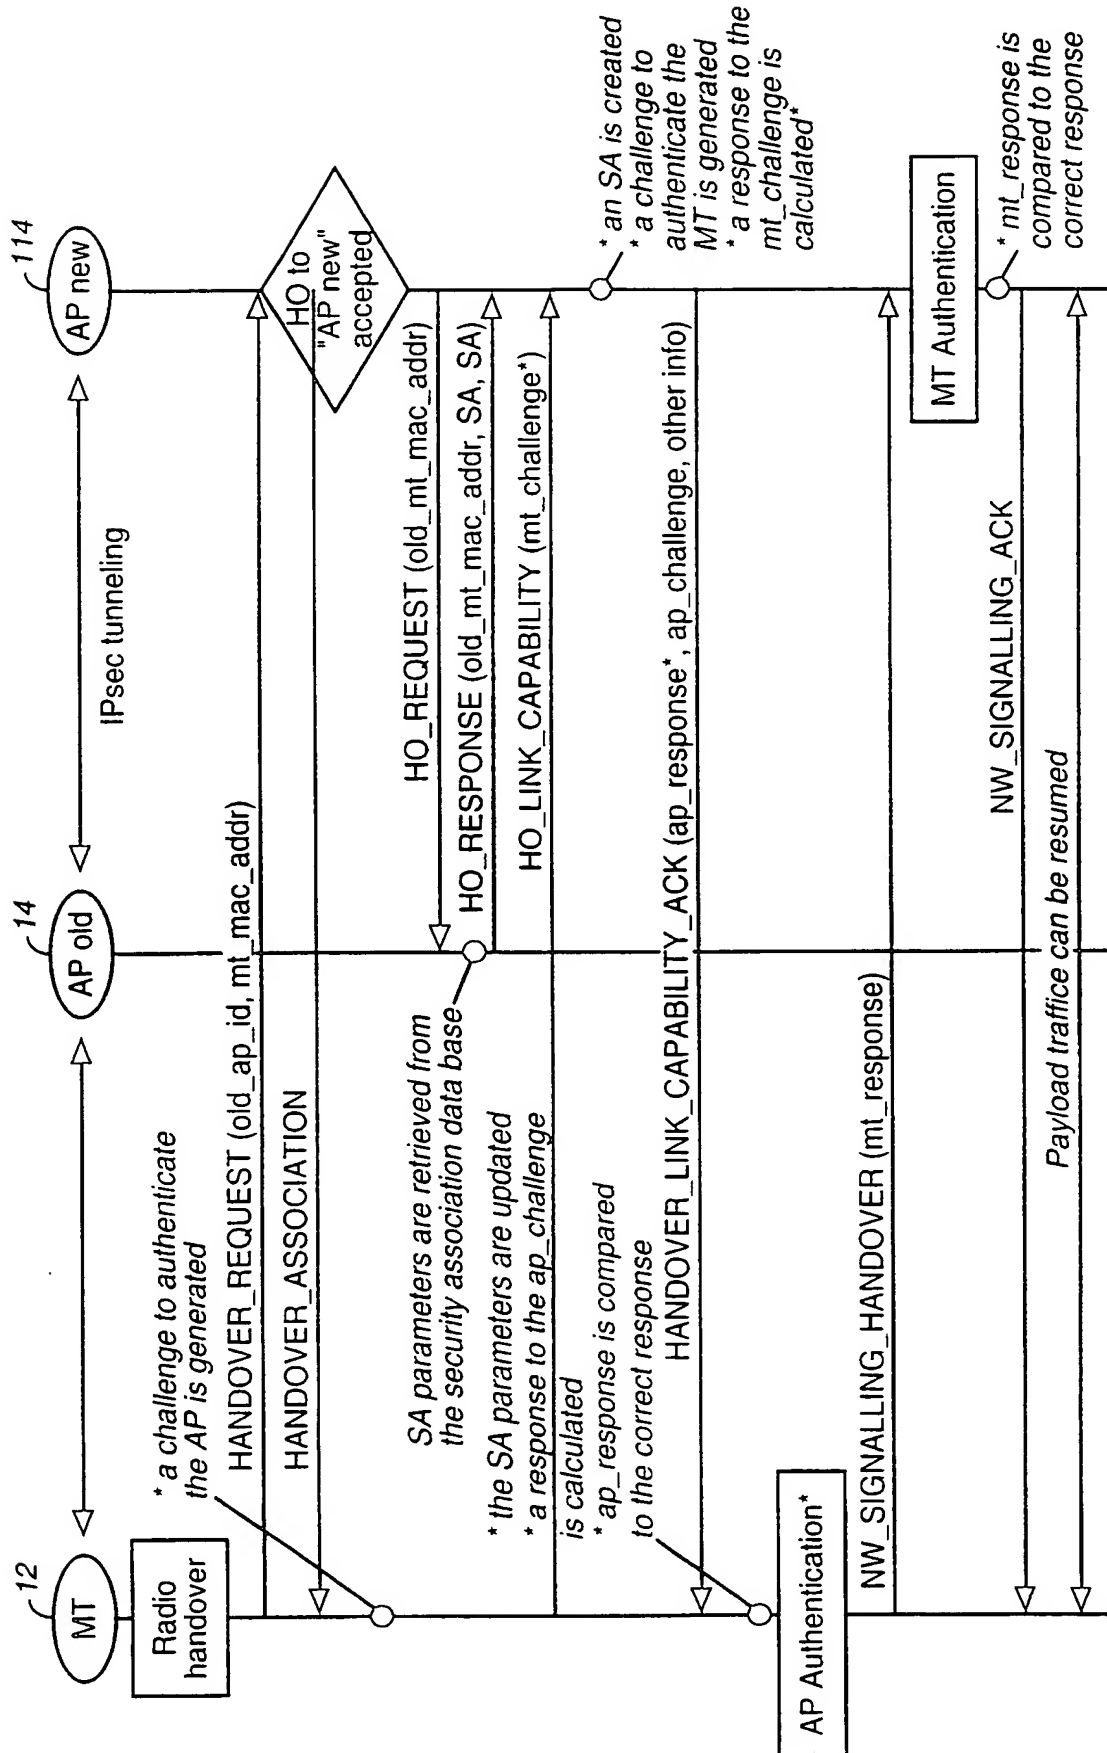 12
MT
14
AP old
114
AP new
IPsec tunneling
Radio
handover
* a challenge to authenticate
the AP is generated
HANDOVER_REQUEST (old_ap_id, mt_mac_addr)
HANDOVER_ASSOCIATION
HO to
"AP new"
accepted
HO_REQUEST (old_mt_mac_addr)
SA parameters are retrieved from
the security association data base
HO_RESPONSE (old_mt_mac_addr, SA, SA)
HO_LINK_CAPABILITY (mt_challenge*)
* the SA parameters are updated
* a response to the ap_challenge
is calculated
* ap_response is compared
to the correct response
* an SA is created
* a challenge to
authenticate the
MT is generated
* a response to the
mt_challenge is
calculated*
HANDOVER_LINK_CAPABILITY_ACK (ap_response*, ap_challenge, other info)
AP Authentication*
NW_SIGNALLING_HANDOVER (mt_response)
MT Authentication
* mt_response is
compared to the
correct response
NW_SIGNALLING_ACK
Payload traffice can be resumed